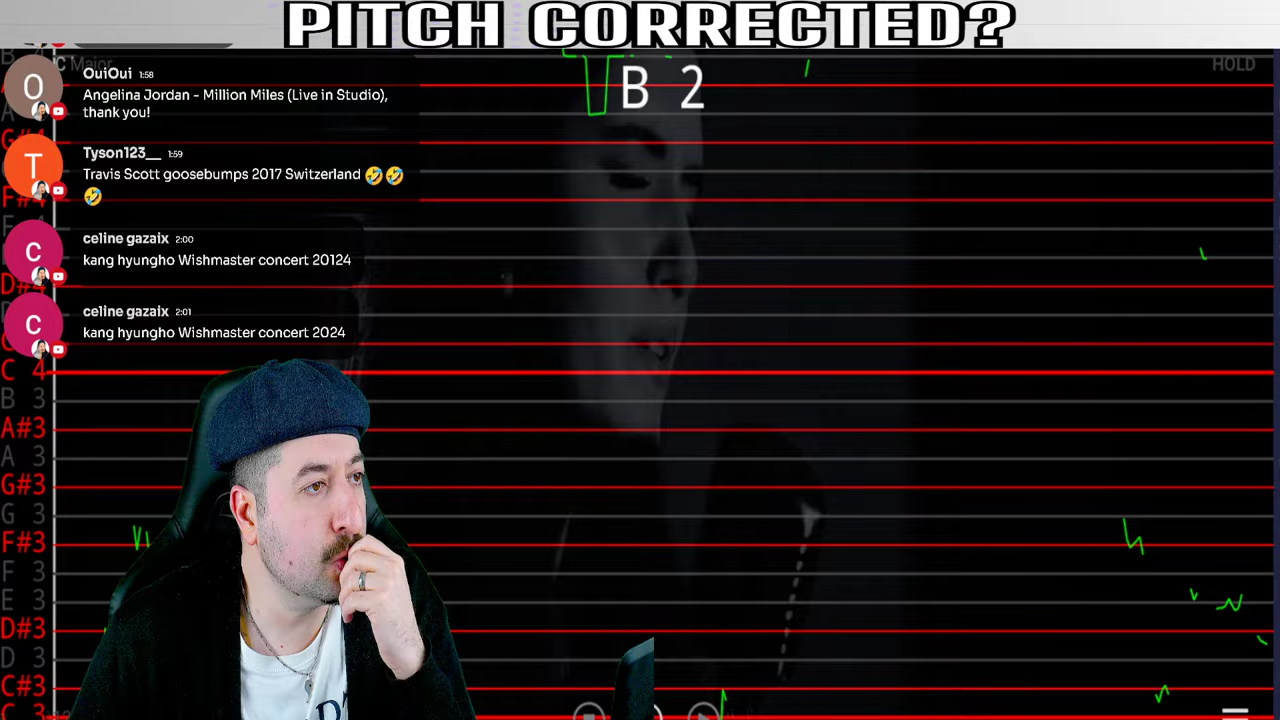 PITCH CORRECTED?
C Major
HOLD
B 2
OuiOui 1:58
Angelina Jordan - Million Miles (Live in Studio),
thank you!
Tyson123__ 1:59
Travis Scott goosebumps 2017 Switzerland 🤣🤣
🤣
celine gazaix 2:00
kang hyungho Wishmaster concert 20124
celine gazaix 2:01
kang hyungho Wishmaster concert 2024
O
T
C
C
C 4
B 3
A#3
A 3
G#3
G 3
F#3
F 3
E 3
D#3
D 3
C#3
C 3